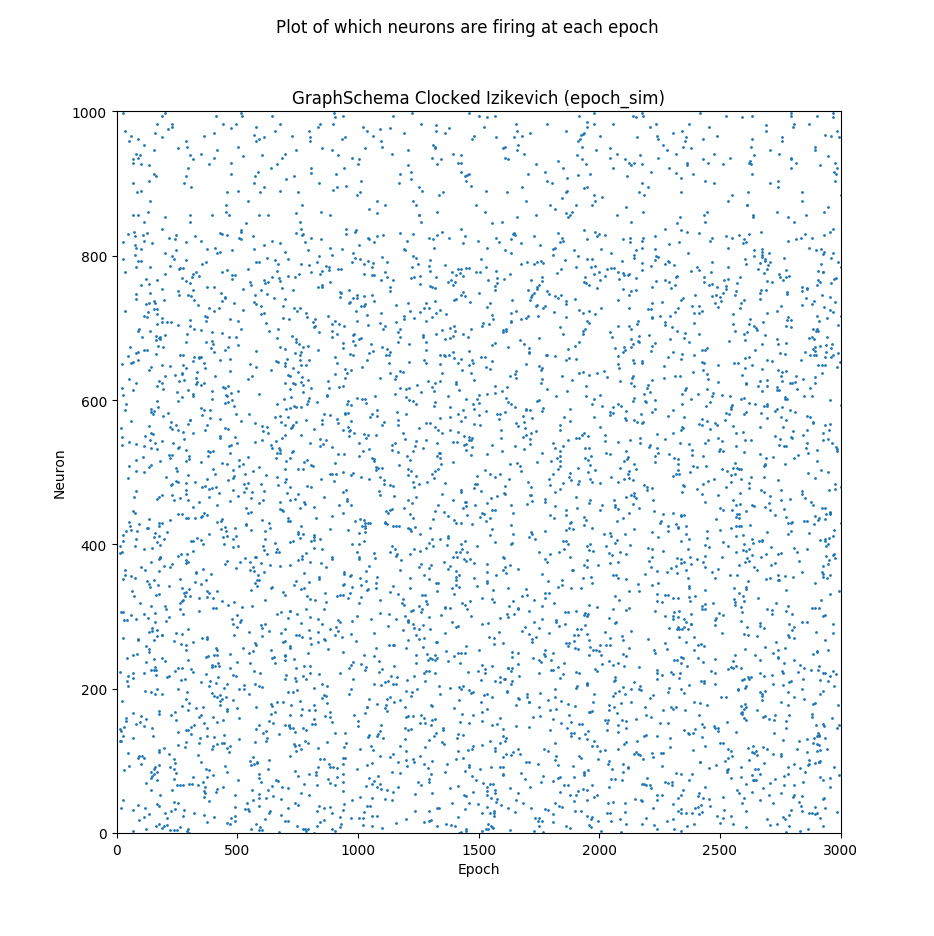 Plot of which neurons are firing at each epoch
GraphSchema Clocked Izikevich (epoch_sim)
1000
800
600
400
200
0
Neuron
0 500 1000 1500 2000 2500 3000
Epoch